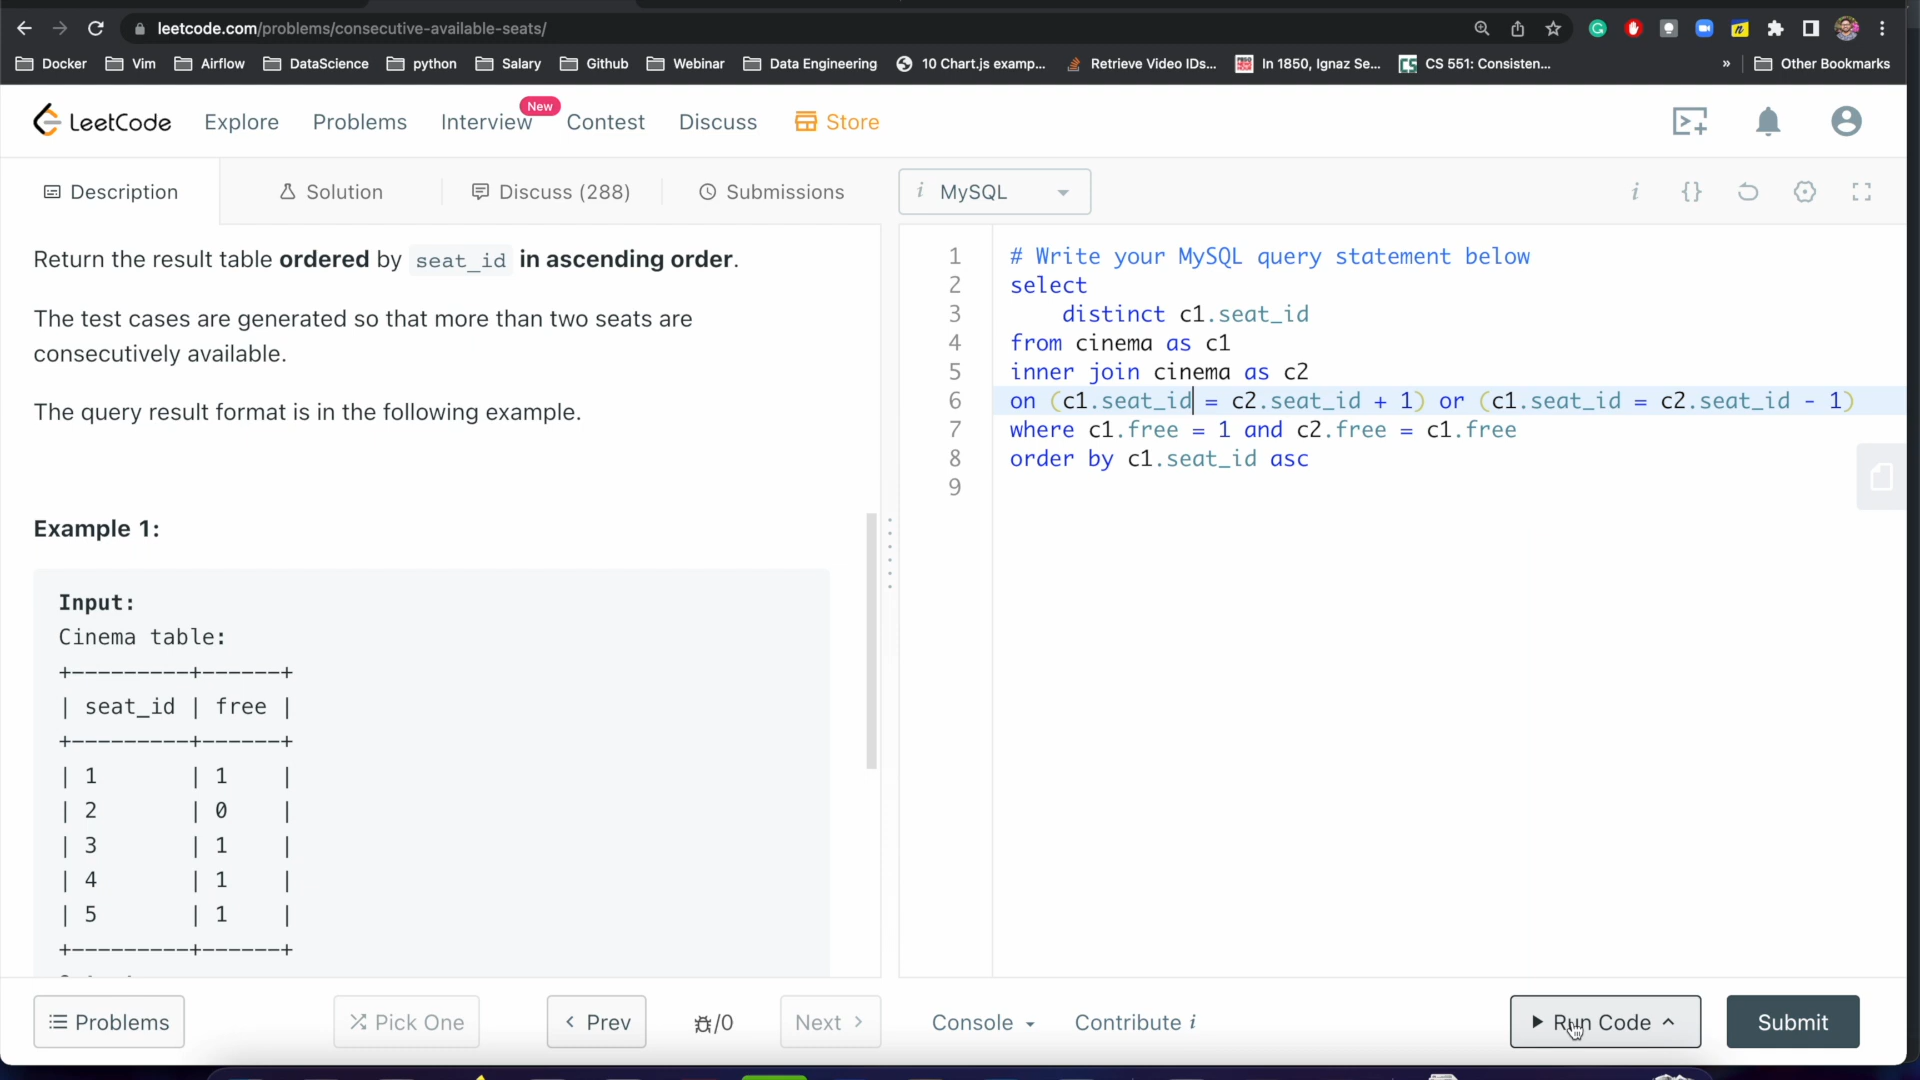 leetcode.com/problems/consecutive-available-seats/
Docker Vim Airflow DataScience python Salary Github Webinar Data Engineering 10 Chart.js examp... Retrieve Video IDs... In 1850, Ignaz Se... CS 551: Consisten... » Other Bookmarks
LeetCode Explore Problems Interview New Contest Discuss Store
Description Solution Discuss (288) Submissions i MySQL i {}
Return the result table ordered by seat_id in ascending order.
The test cases are generated so that more than two seats are
consecutively available.
The query result format is in the following example.
Example 1:
Input:
Cinema table:
+---------+------+
| seat_id | free |
+---------+------+
| 1       | 1    |
| 2       | 0    |
| 3       | 1    |
| 4       | 1    |
| 5       | 1    |
+---------+------+
1 # Write your MySQL query statement below
2 select
3     distinct c1.seat_id
4 from cinema as c1
5 inner join cinema as c2
6 on (c1.seat_id = c2.seat_id + 1) or (c1.seat_id = c2.seat_id - 1)
7 where c1.free = 1 and c2.free = c1.free
8 order by c1.seat_id asc
9
Problems Pick One Prev /0 Next Console Contribute i Run Code Submit